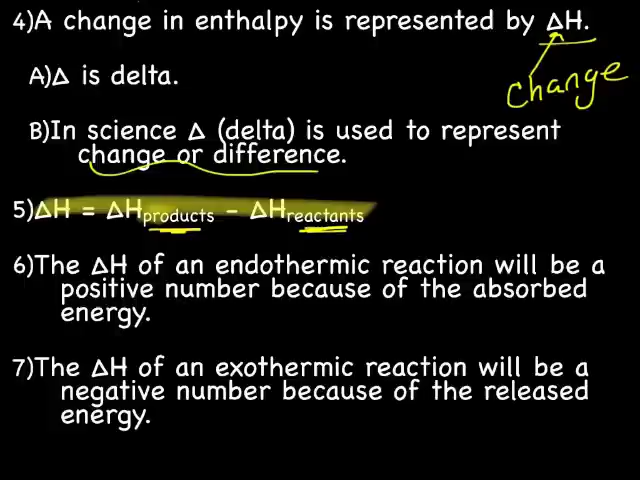 4)A change in enthalpy is represented by ΔH.
change
A)Δ is delta.
B)In science Δ (delta) is used to represent
change or difference.
5)ΔH = ΔHproducts - ΔHreactants
6)The ΔH of an endothermic reaction will be a
positive number because of the absorbed
energy.
7)The ΔH of an exothermic reaction will be a
negative number because of the released
energy.